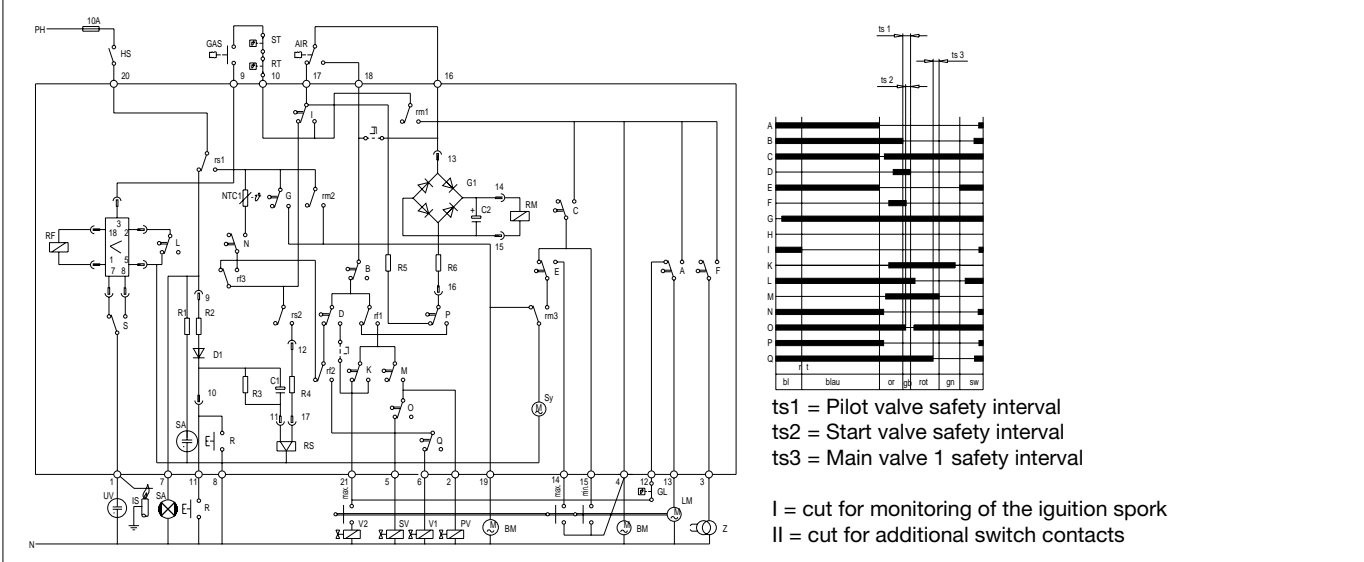 PH 10A
HS
GAS ST AIR
RT
20 9 10 17 18 16
I rm1
II
rs1 13
NTC1 G rm2 G1 14
C2 RM
C
15
3
18 2
RF L
1 5
7 8
N
rf3 B R5 R6 E A F
9 16
S R1 R2 rs2 D rf1 P rm3
12 I
D1
rf2 K M
R3 C1 R4
11 17 O Sy
SA R RS Q
1 7 11 8 21 5 6 2 19 14 15 4 12 13 3
max. max. min.
UV IS SA R GL LM
V2 SV V1 PV BM BM Z
N
ts 1
ts 3
ts 2
A
B
C
D
E
F
G
H
I
K
L
M
N
O
P
Q
r t
bl blau or gb rot gn sw
ts1 = Pilot valve safety interval
ts2 = Start valve safety interval
ts3 = Main valve 1 safety interval
I = cut for monitoring of the iguition spork
II = cut for additional switch contacts